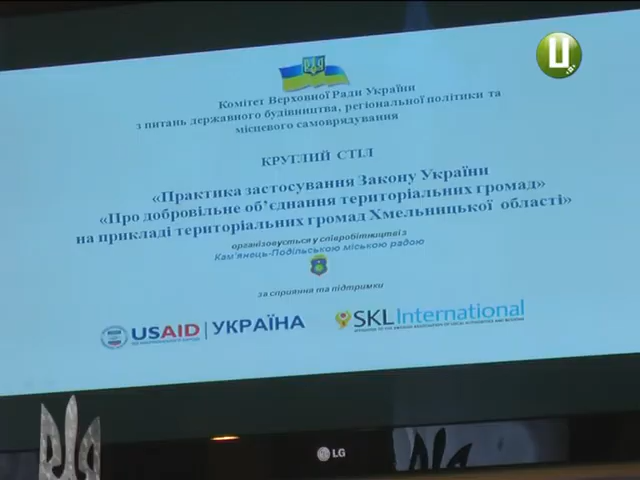 Ц
Комітет Верховної Ради України
з питань державного будівництва, регіональної політики та
місцевого самоврядування
КРУГЛИЙ СТІЛ
«Практика застосування Закону України
«Про добровільне об'єднання територіальних громад»
на прикладі територіальних громад Хмельницької області»
організовується у співробітництві з
Кам'янець-Подільською міською радою
за сприяння та підтримки
USAID | УКРАЇНА
SKL International
LG